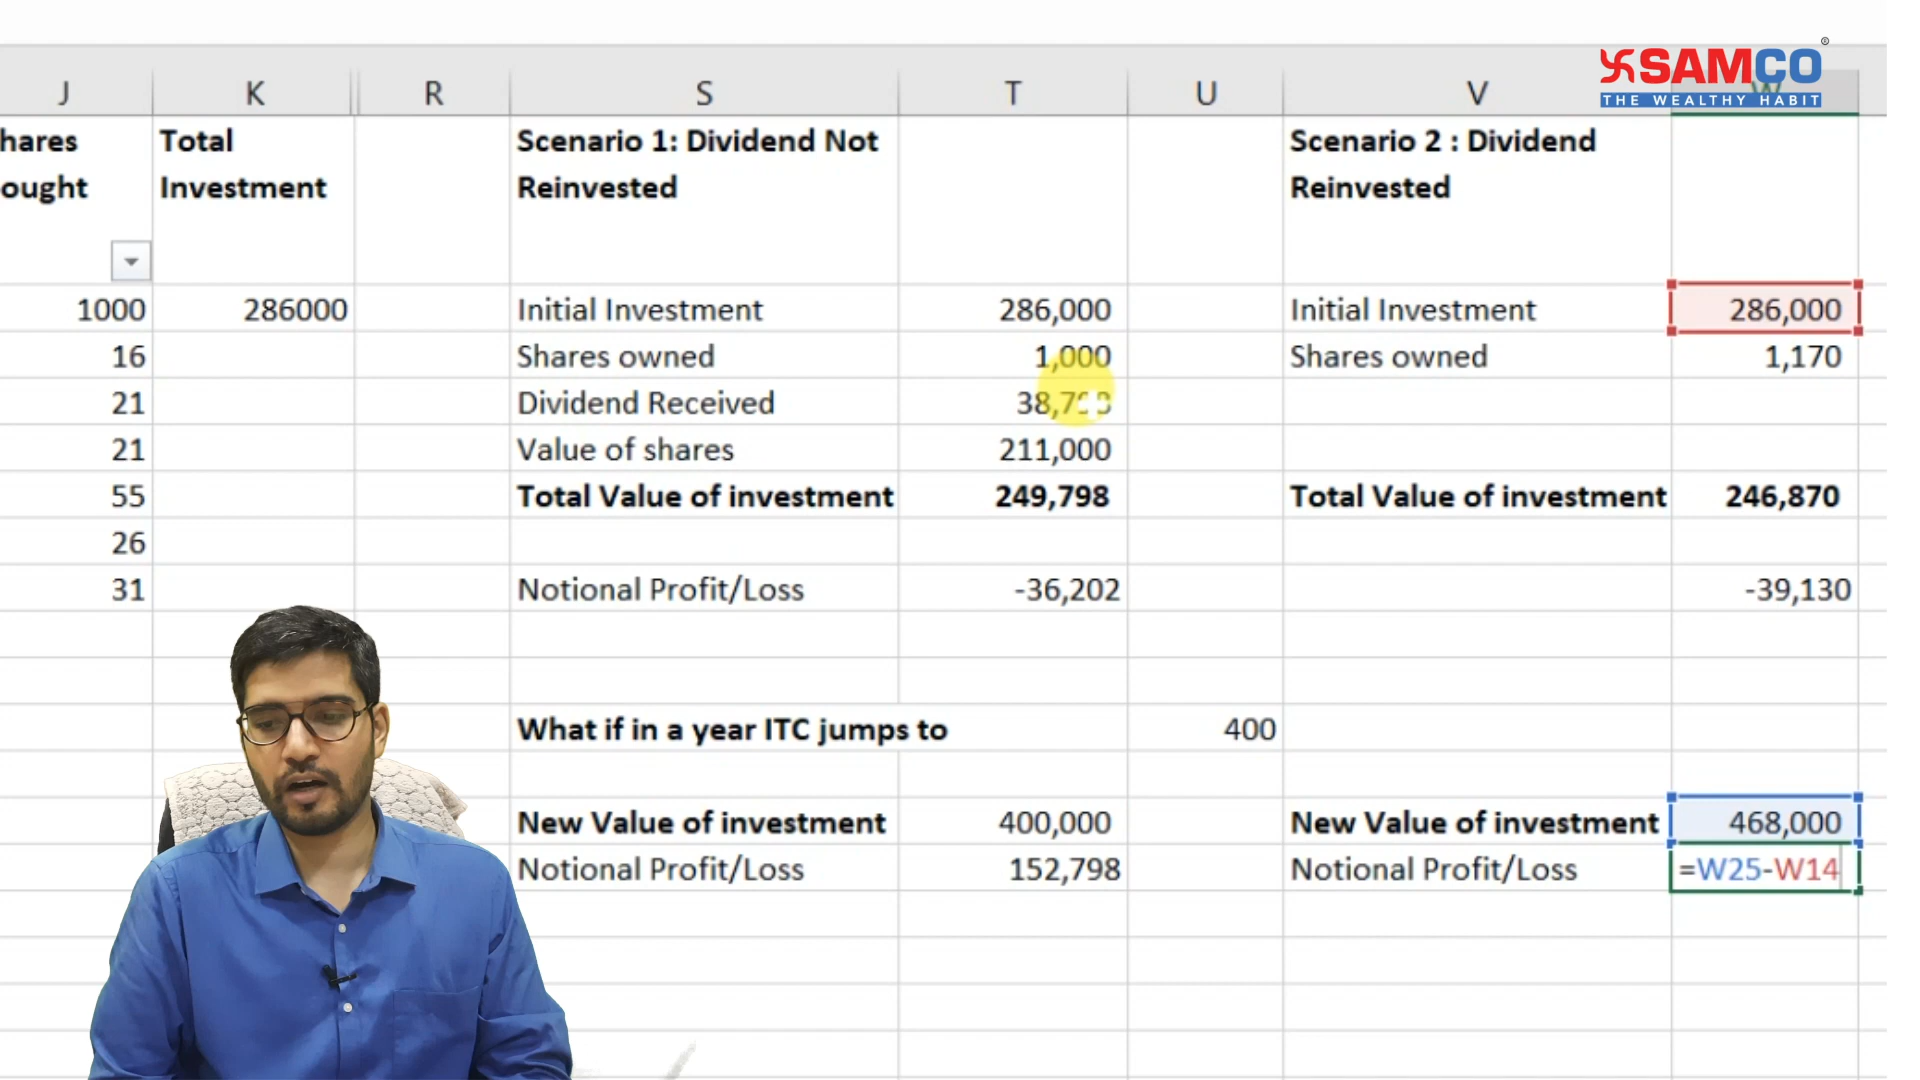 SAMCO
®
THE WEALTHY HABIT
J K R S T U V W
hares Total Scenario 1: Dividend Not Scenario 2 : Dividend
ought Investment Reinvested Reinvested
1000 286000 Initial Investment 286,000 Initial Investment 286,000
16 Shares owned 1,000 Shares owned 1,170
21 Dividend Received 38,798
21 Value of shares 211,000
55 Total Value of investment 249,798 Total Value of investment 246,870
26
31 Notional Profit/Loss -36,202 -39,130
What if in a year ITC jumps to 400
New Value of investment 400,000 New Value of investment 468,000
Notional Profit/Loss 152,798 Notional Profit/Loss =W25-W14